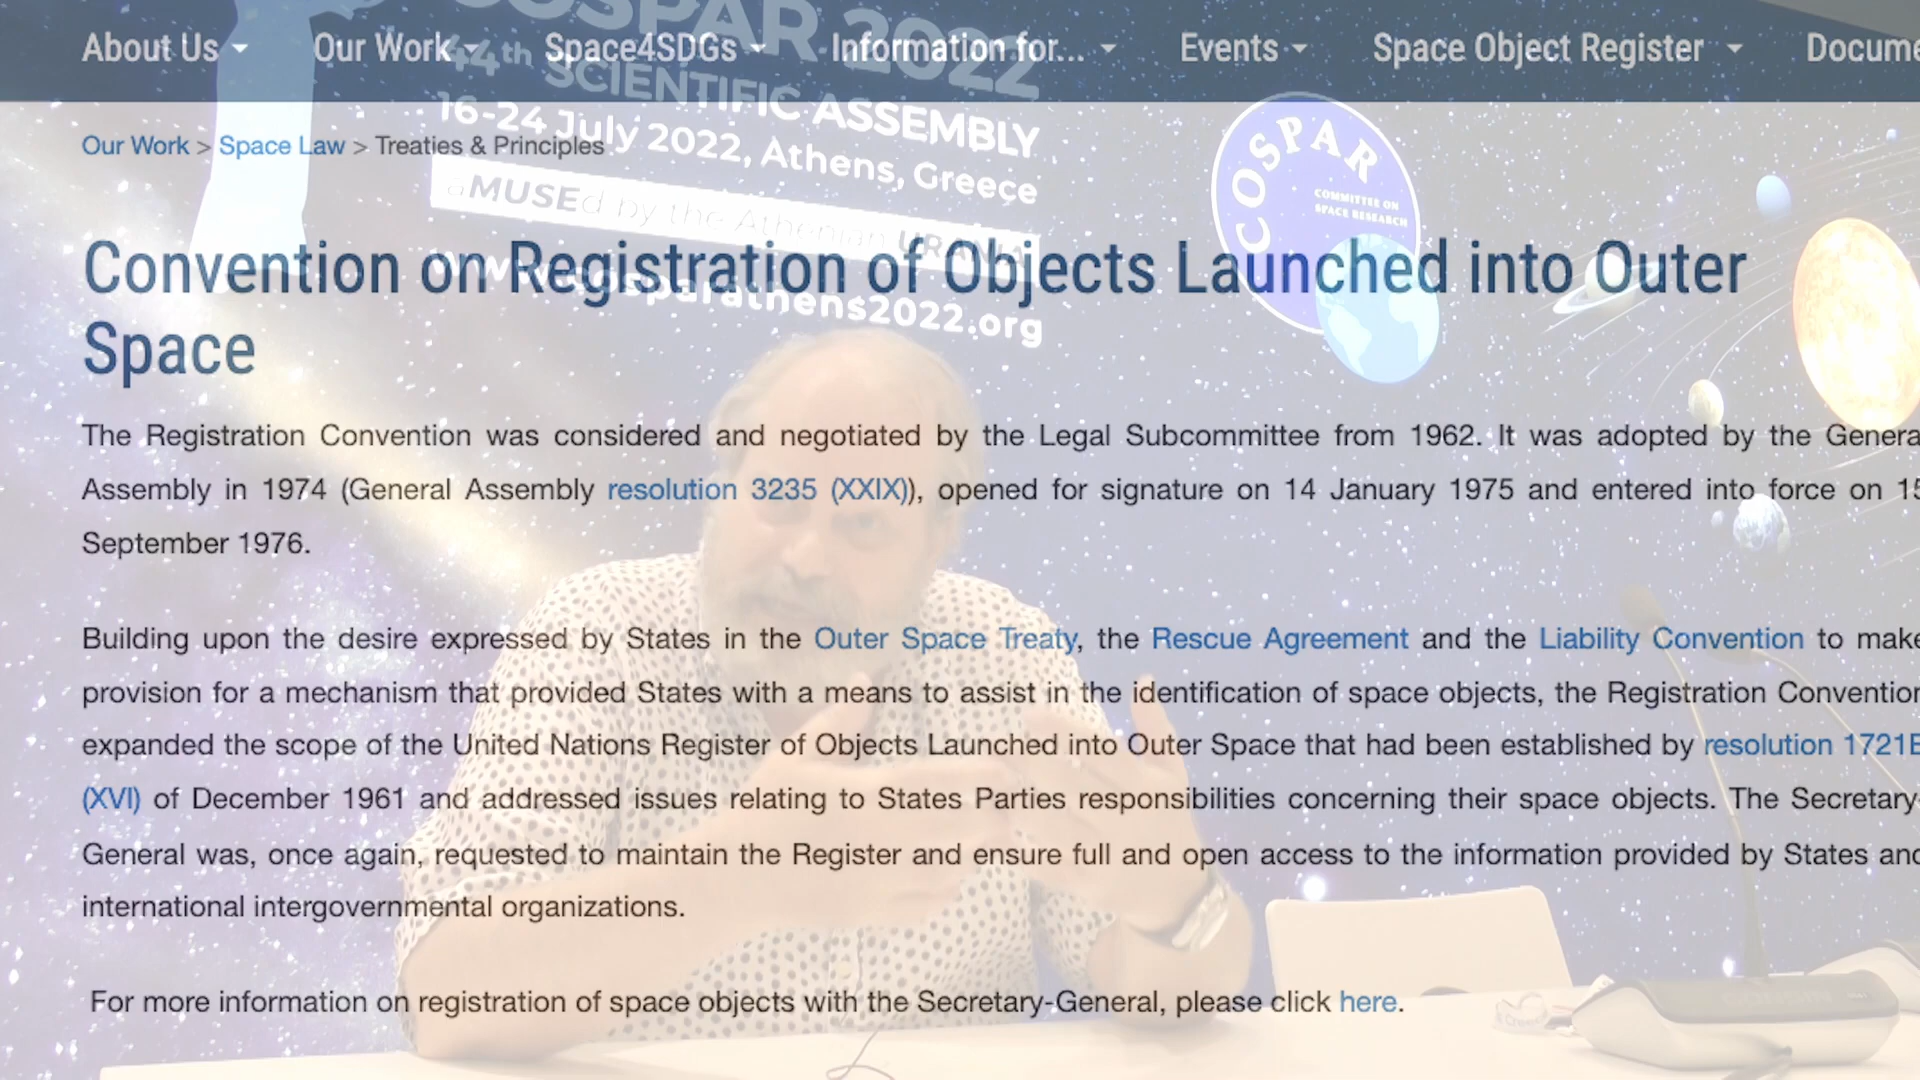 About Us
Our Work
Space4SDGs
Information for...
Events
Space Object Register
COSPAR 2022
44th SCIENTIFIC ASSEMBLY
16-24 July 2022, Athens, Greece
aMUSEd by the Athenian URANIA
www.cosparathens2022.org
COSPAR
COMMITTEE ON
SPACE RESEARCH
Our Work > Space Law > Treaties & Principles
Convention on Registration of Objects Launched into Outer
Space
The Registration Convention was considered and negotiated by the Legal Subcommittee from 1962. It was adopted by the Genera
Assembly in 1974 (General Assembly resolution 3235 (XXIX)), opened for signature on 14 January 1975 and entered into force on 15
September 1976.
Building upon the desire expressed by States in the Outer Space Treaty, the Rescue Agreement and the Liability Convention to make
provision for a mechanism that provided States with a means to assist in the identification of space objects, the Registration Convention
expanded the scope of the United Nations Register of Objects Launched into Outer Space that had been established by resolution 1721B
(XVI) of December 1961 and addressed issues relating to States Parties responsibilities concerning their space objects. The Secretary-
General was, once again, requested to maintain the Register and ensure full and open access to the information provided by States and
international intergovernmental organizations.
For more information on registration of space objects with the Secretary-General, please click here.